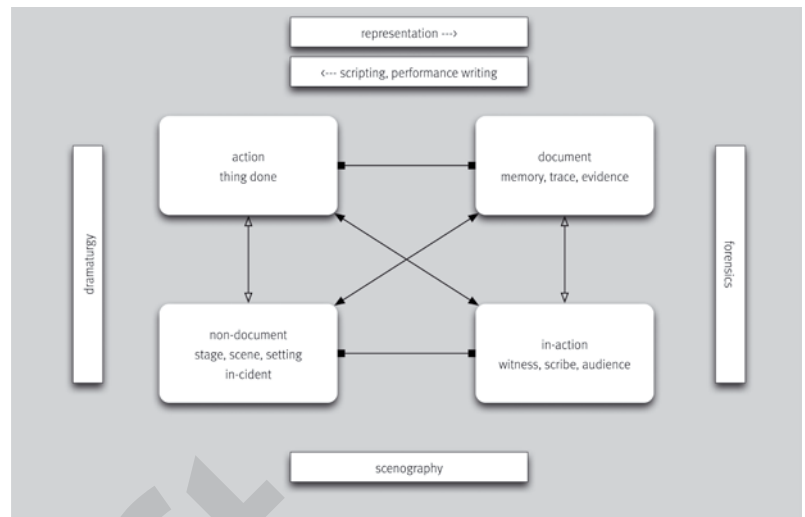 representation --->
<--- scripting, performance writing
action
thing done
document
memory, trace, evidence
dramaturgy
forensics
non-document
stage, scene, setting
in-cident
in-action
witness, scribe, audience
scenography